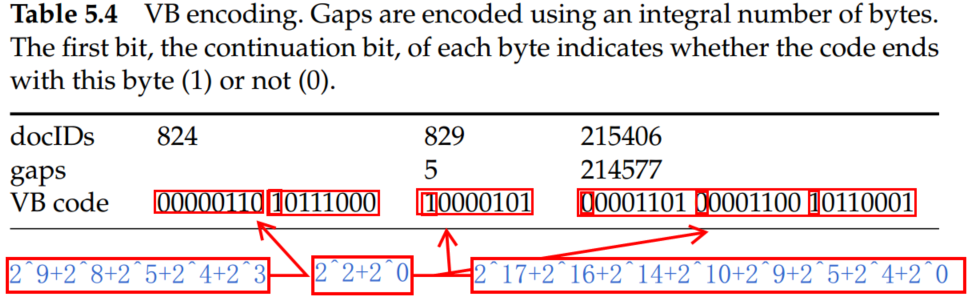 Table 5.4 VB encoding. Gaps are encoded using an integral number of bytes.
The first bit, the continuation bit, of each byte indicates whether the code ends
with this byte (1) or not (0).
docIDs 824 829 215406
gaps 5 214577
VB code 00000110 10111000 10000101 00001101 00001100 10110001
2^9+2^8+2^5+2^4+2^3 2^2+2^0 2^17+2^16+2^14+2^10+2^9+2^5+2^4+2^0